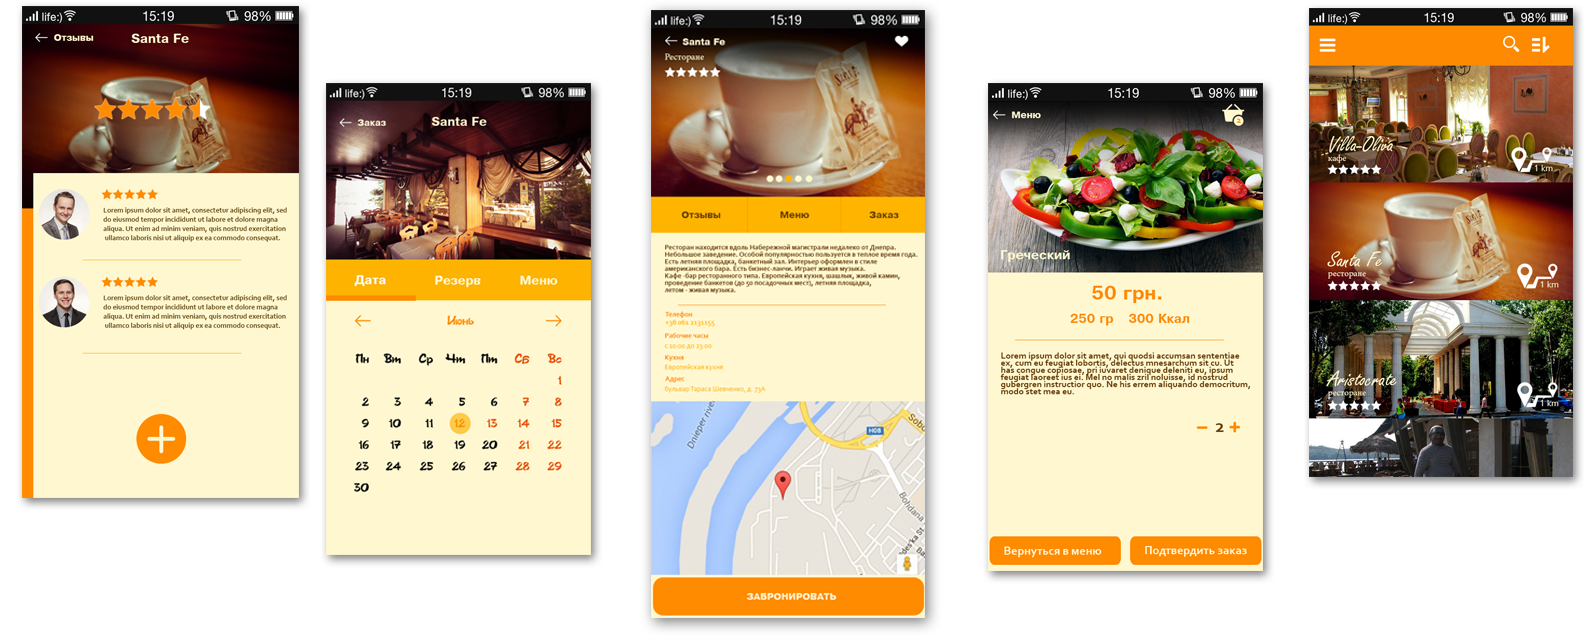 life:) 15:19 98%
Отзывы Santa Fe
Lorem ipsum dolor sit amet, consectetur adipiscing elit, sed
do eiusmod tempor incididunt ut labore et dolore magna
aliqua. Ut enim ad minim veniam, quis nostrud exercitation
ullamco laboris nisi ut aliquip ex ea commodo consequat.
Lorem ipsum dolor sit amet, consectetur adipiscing elit, sed
do eiusmod tempor incididunt ut labore et dolore magna
aliqua. Ut enim ad minim veniam, quis nostrud exercitation
ullamco laboris nisi ut aliquip ex ea commodo consequat.
life:) 15:19 98%
Заказ Santa Fe
Дата Резерв Меню
Июнь
Пн Вт Ср Чт Пт Сб Вс
1
2 3 4 5 6 7 8
9 10 11 12 13 14 15
16 17 18 19 20 21 22
23 24 25 26 27 28 29
30
life:) 15:19 98%
Santa Fe
Ресторане
Santa Fe
Отзывы Меню Заказ
Ресторан находится вдоль Набережной магистрали недалеко от Днепра.
Небольшое заведение. Особой популярностью пользуется в теплое время года.
Есть летняя площадка, банкетный зал. Интерьер оформлен в стиле
американского бара. Есть бизнес-ланчи. Играет живая музыка.
Кафе -бар ресторанного типа. Европейская кухня, шашлык, живой камин,
проведение банкетов (до 50 посадочных мест), летняя площадка,
летом - живая музыка.
Телефон
+38 061 2131155
Рабочие часы
с 10:00 до 23:00
Кухня
Европейская кухня
Адрес
бульвар Тараса Шевченко, д. 73А
Dnieper river
H08
Sobo
Bohdana
des'ka St
ЗАБРОНИРОВАТЬ
life:) 15:19 98%
Меню 2
Греческий
50 грн.
250 гр 300 Ккал
Lorem ipsum dolor sit amet, qui quodsi accumsan sententiae
ex, cum eu feugiat lobortis, delectus mnesarchum sit cu. Ut
has congue copiosae, pri iuvaret denique deleniti eu, ipsum
feugiat laoreet ius ei. Mel no malis zril noluisse, id nostrud
gubergren instructior quo. Ne his errem aliquando democritum,
modo stet mea eu.
− 2 +
Вернуться в меню Подтвердить заказ
life:) 15:19 98%
Villa-Oliva
кафе
1 km
Santa Fe
ресторане
1 km
Aristocrate
ресторане
1 km